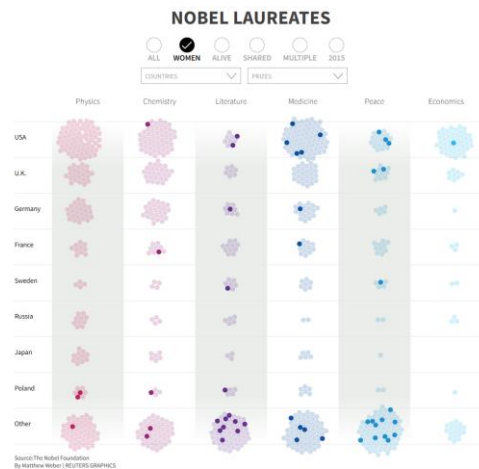 NOBEL LAUREATES
ALL WOMEN ALIVE SHARED MULTIPLE 2015
COUNTRIES PRIZES
Physics Chemistry Literature Medicine Peace Economics
USA
U.K.
Germany
France
Sweden
Russia
Japan
Poland
Other
Source:The Nobel Foundation
By Matthew Weber | REUTERS GRAPHICS